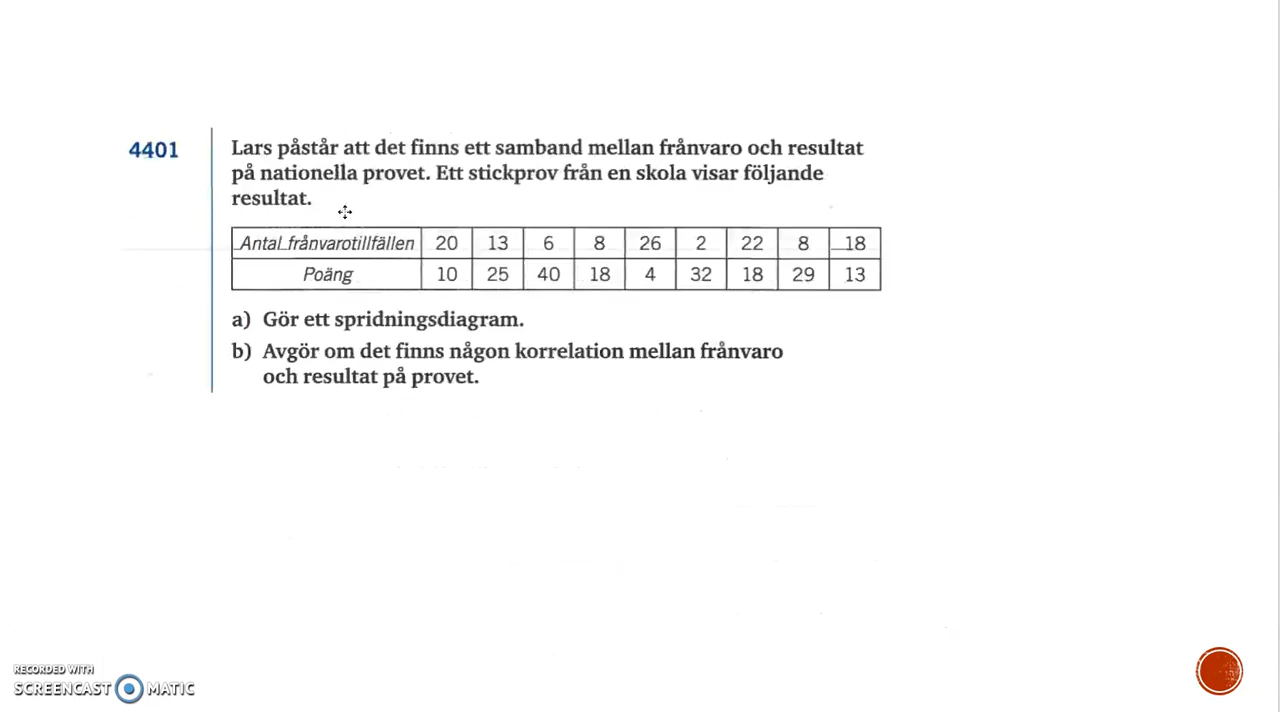 4401
Lars påstår att det finns ett samband mellan frånvaro och resultat
på nationella provet. Ett stickprov från en skola visar följande
resultat.
Antal frånvarotillfällen 20 13 6 8 26 2 22 8 18
Poäng 10 25 40 18 4 32 18 29 13
a) Gör ett spridningsdiagram.
b) Avgör om det finns någon korrelation mellan frånvaro
och resultat på provet.
RECORDED WITH
SCREENCAST MATIC